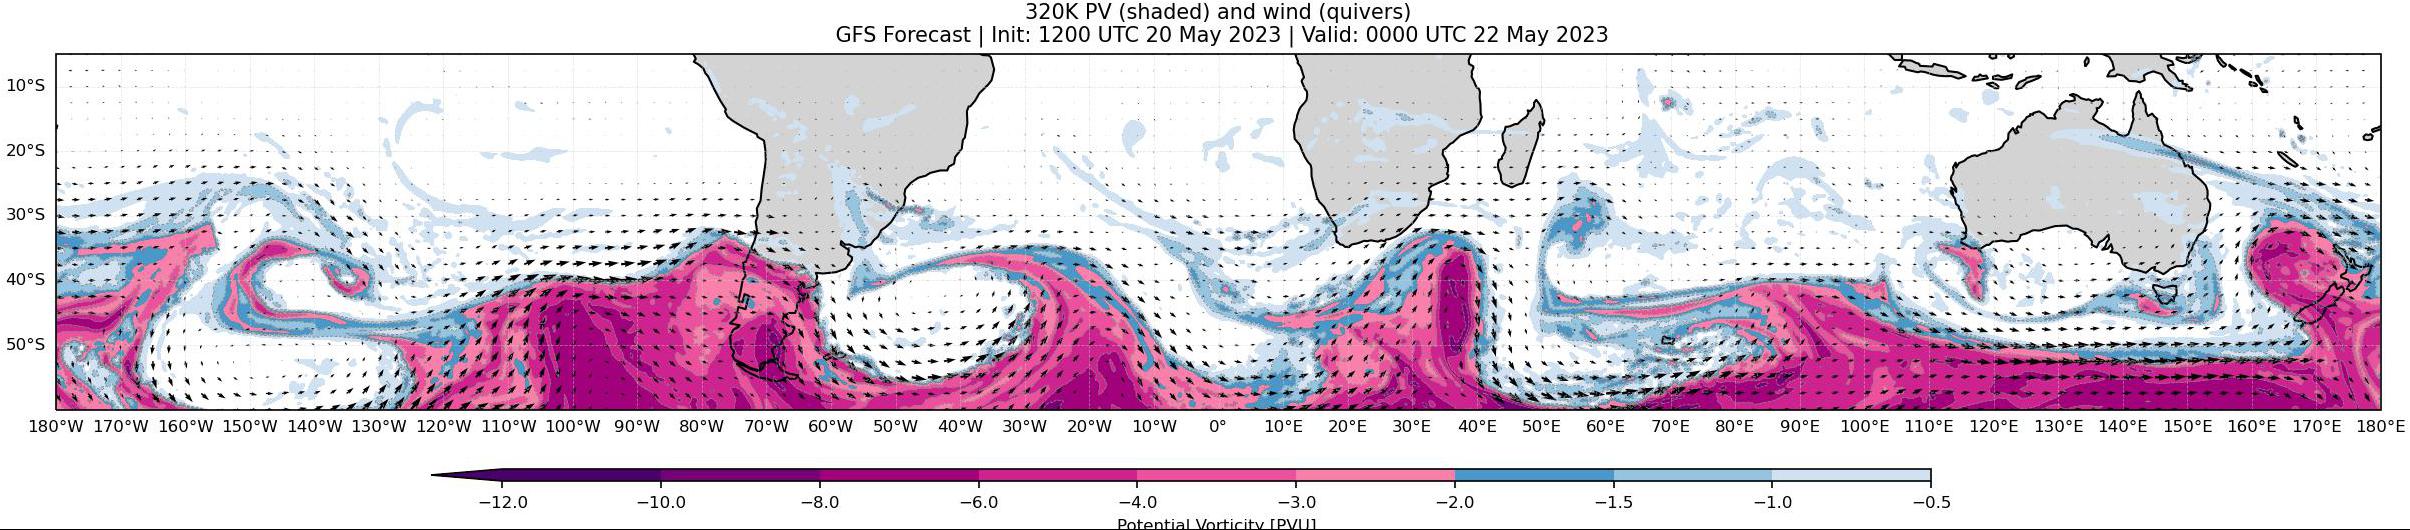 320K PV (shaded) and wind (quivers)
GFS Forecast | Init: 1200 UTC 20 May 2023 | Valid: 0000 UTC 22 May 2023
10°S
20°S
30°S
40°S
50°S
180°W 170°W 160°W 150°W 140°W 130°W 120°W 110°W 100°W 90°W 80°W 70°W 60°W 50°W 40°W 30°W 20°W 10°W 0° 10°E 20°E 30°E 40°E 50°E 60°E 70°E 80°E 90°E 100°E 110°E 120°E 130°E 140°E 150°E 160°E 170°E 180°E
−12.0 −10.0 −8.0 −6.0 −4.0 −3.0 −2.0 −1.5 −1.0 −0.5
Potential Vorticity [PVU]